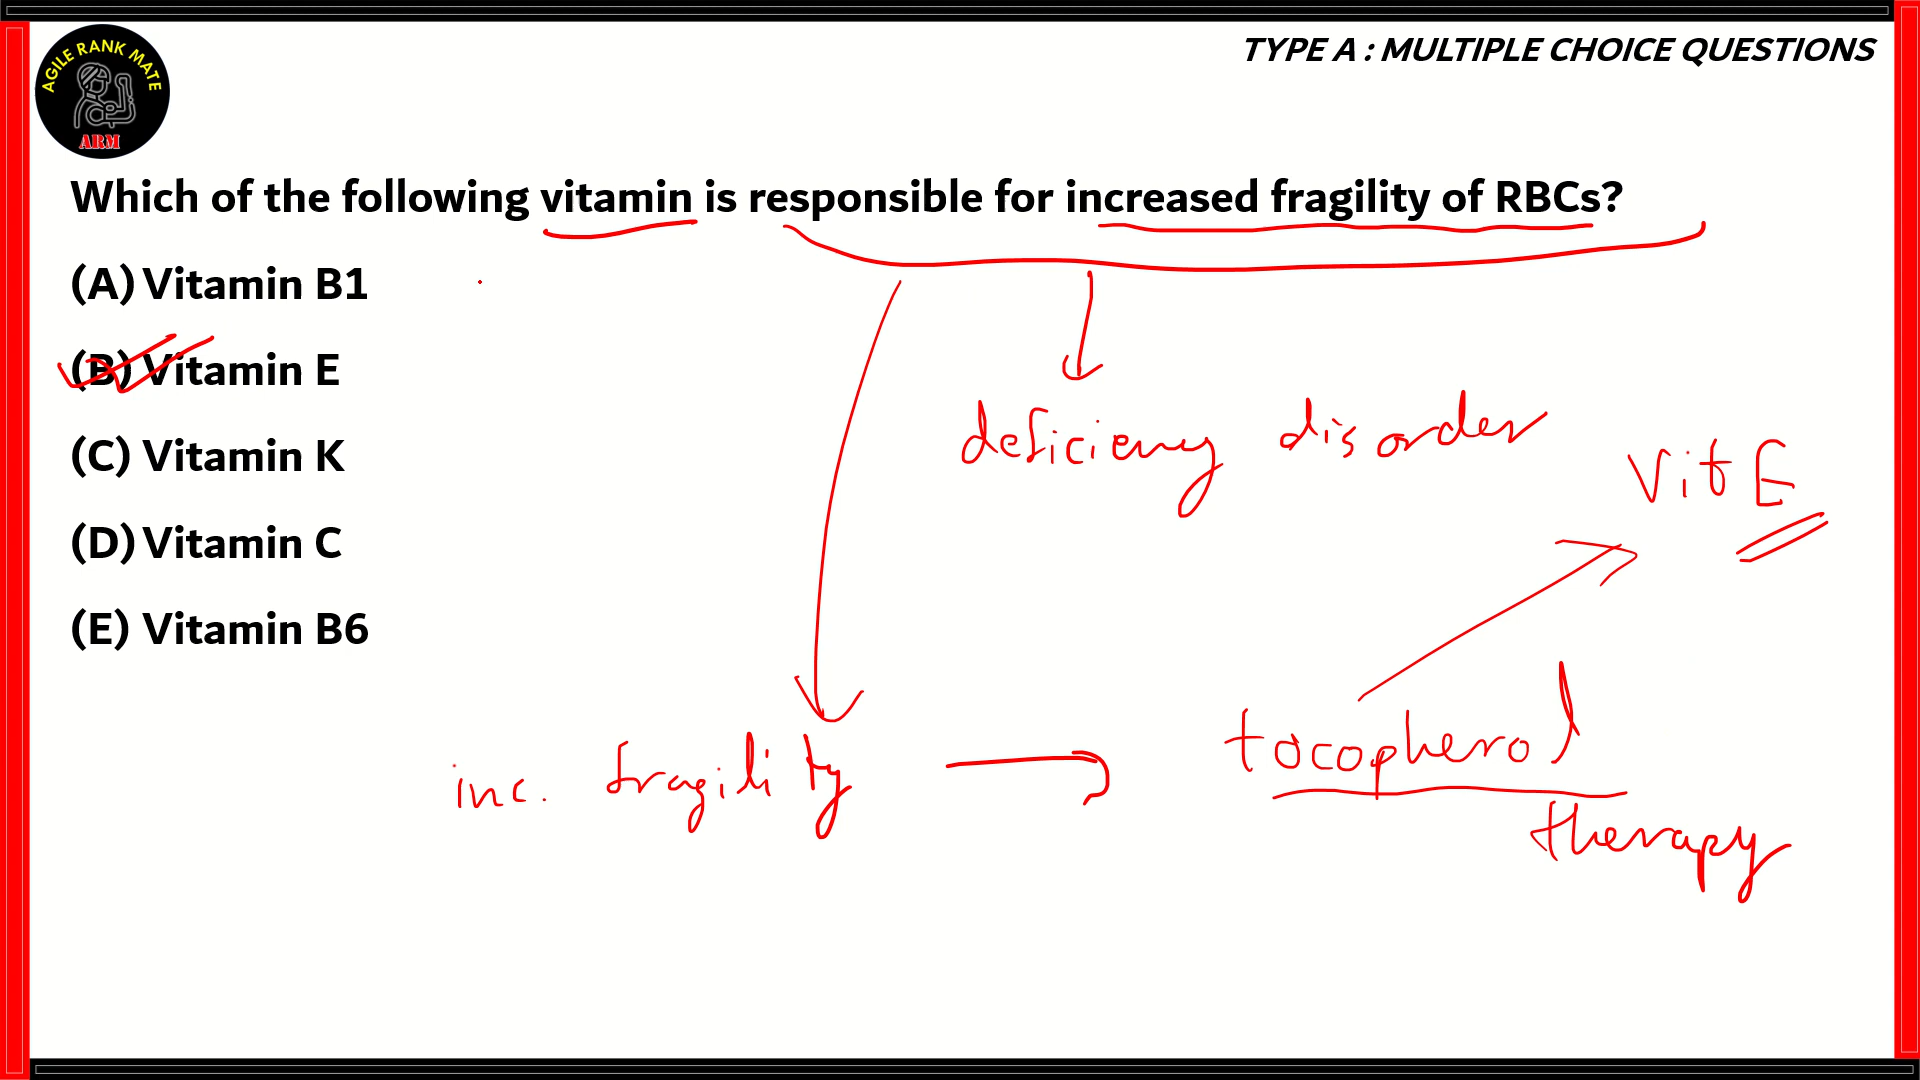 AGILE RANK MATE
ARM
TYPE A : MULTIPLE CHOICE QUESTIONS
Which of the following vitamin is responsible for increased fragility of RBCs?
(A) Vitamin B1
(B) Vitamin E
(C) Vitamin K
(D) Vitamin C
(E) Vitamin B6
deficiency disorder
Vit E
inc. fragility
tocopherol
therapy